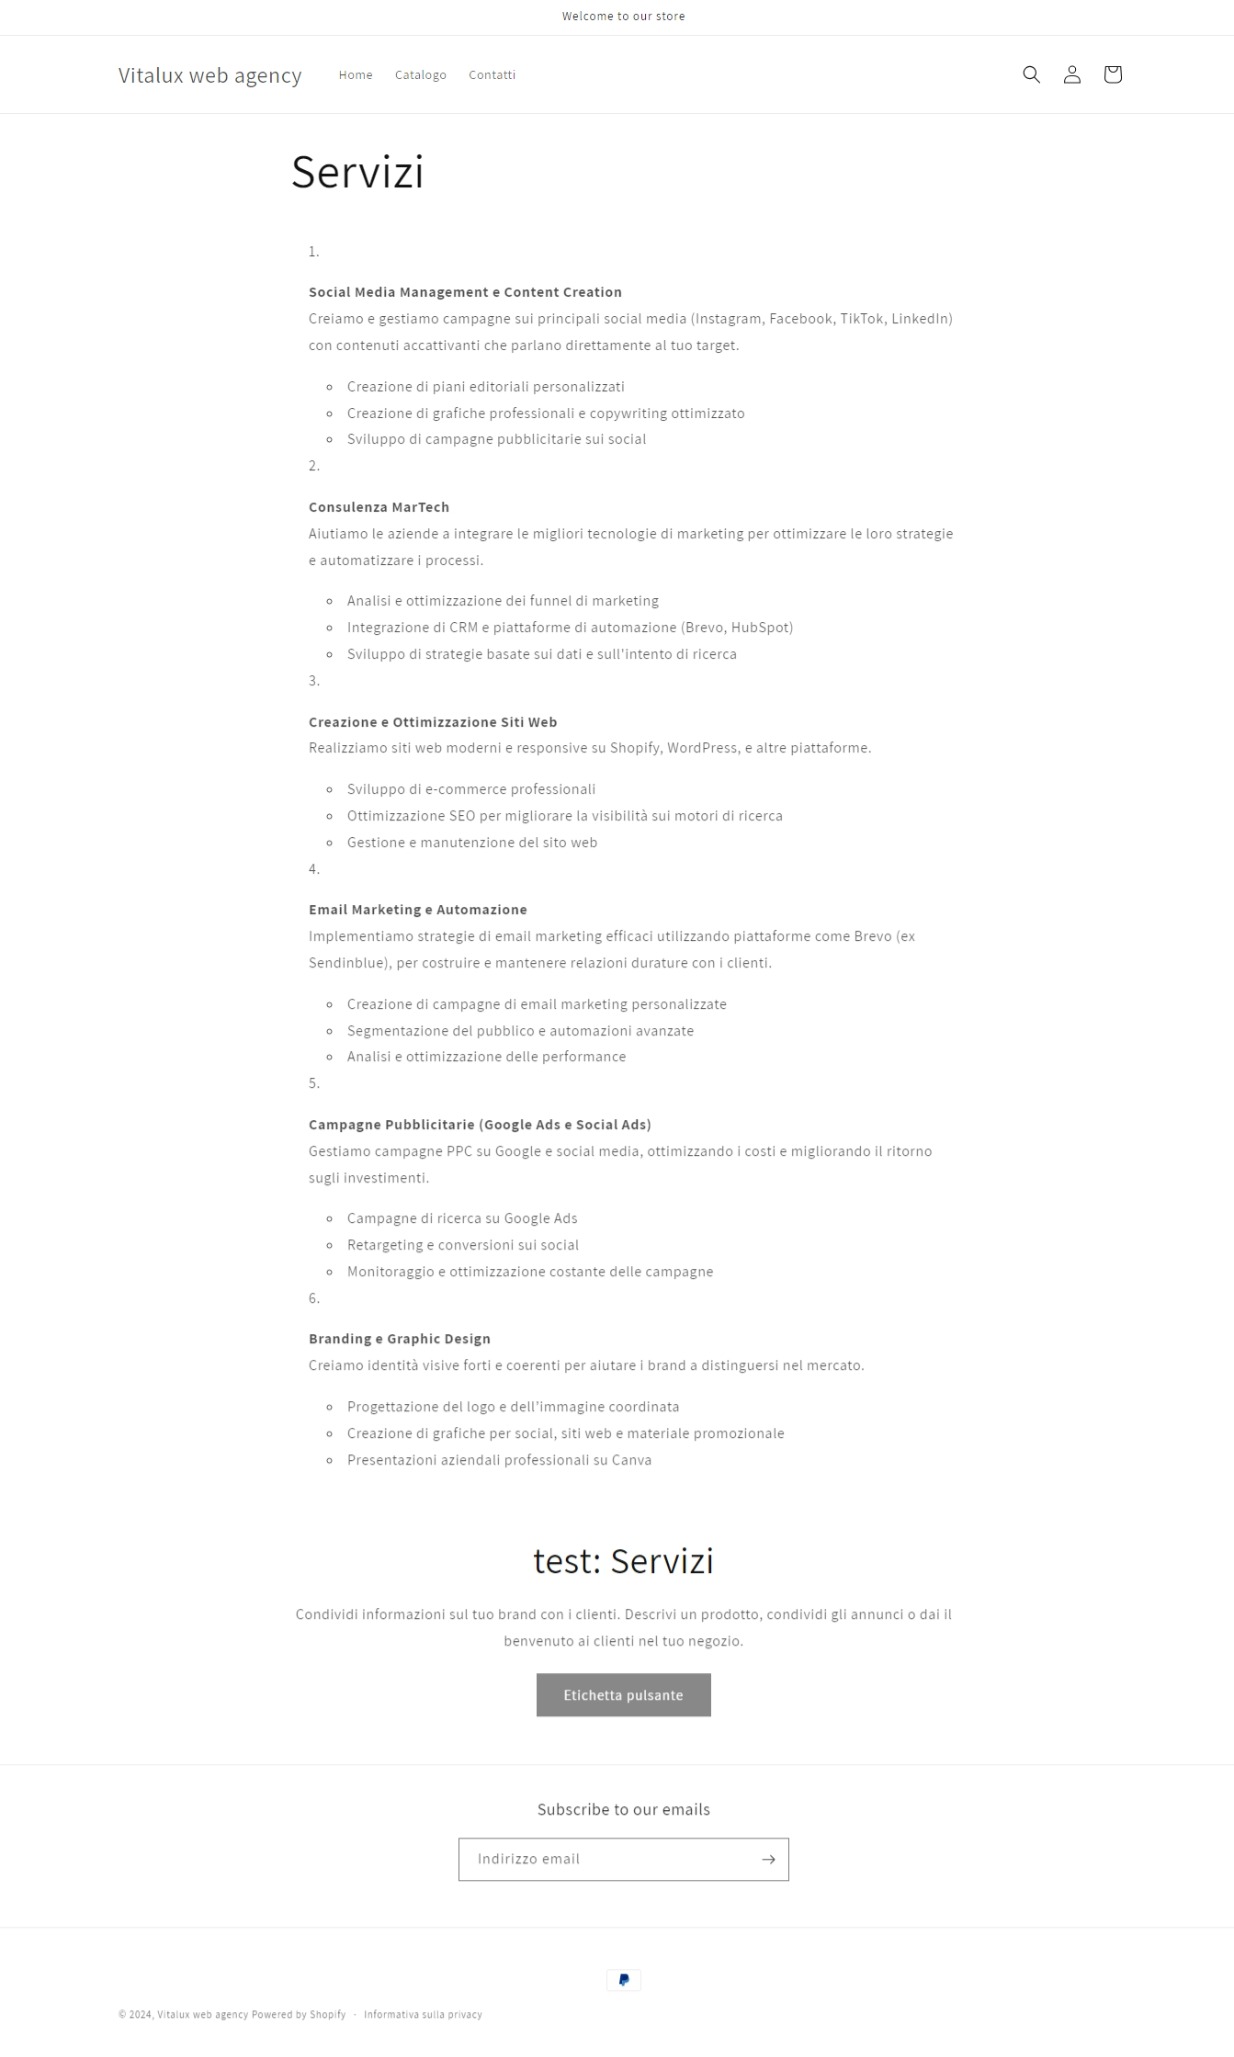 Welcome to our store
Vitalux web agency
Home Catalogo Contatti
Servizi
1.
Social Media Management e Content Creation
Creiamo e gestiamo campagne sui principali social media (Instagram, Facebook, TikTok, LinkedIn)
con contenuti accattivanti che parlano direttamente al tuo target.
Creazione di piani editoriali personalizzati
Creazione di grafiche professionali e copywriting ottimizzato
Sviluppo di campagne pubblicitarie sui social
2.
Consulenza MarTech
Aiutiamo le aziende a integrare le migliori tecnologie di marketing per ottimizzare le loro strategie
e automatizzare i processi.
Analisi e ottimizzazione dei funnel di marketing
Integrazione di CRM e piattaforme di automazione (Brevo, HubSpot)
Sviluppo di strategie basate sui dati e sull'intento di ricerca
3.
Creazione e Ottimizzazione Siti Web
Realizziamo siti web moderni e responsive su Shopify, WordPress, e altre piattaforme.
Sviluppo di e-commerce professionali
Ottimizzazione SEO per migliorare la visibilità sui motori di ricerca
Gestione e manutenzione del sito web
4.
Email Marketing e Automazione
Implementiamo strategie di email marketing efficaci utilizzando piattaforme come Brevo (ex
Sendinblue), per costruire e mantenere relazioni durature con i clienti.
Creazione di campagne di email marketing personalizzate
Segmentazione del pubblico e automazioni avanzate
Analisi e ottimizzazione delle performance
5.
Campagne Pubblicitarie (Google Ads e Social Ads)
Gestiamo campagne PPC su Google e social media, ottimizzando i costi e migliorando il ritorno
sugli investimenti.
Campagne di ricerca su Google Ads
Retargeting e conversioni sui social
Monitoraggio e ottimizzazione costante delle campagne
6.
Branding e Graphic Design
Creiamo identità visive forti e coerenti per aiutare i brand a distinguersi nel mercato.
Progettazione del logo e dell’immagine coordinata
Creazione di grafiche per social, siti web e materiale promozionale
Presentazioni aziendali professionali su Canva
test: Servizi
Condividi informazioni sul tuo brand con i clienti. Descrivi un prodotto, condividi gli annunci o dai il
benvenuto ai clienti nel tuo negozio.
Etichetta pulsante
Subscribe to our emails
Indirizzo email
© 2024, Vitalux web agency Powered by Shopify · Informativa sulla privacy